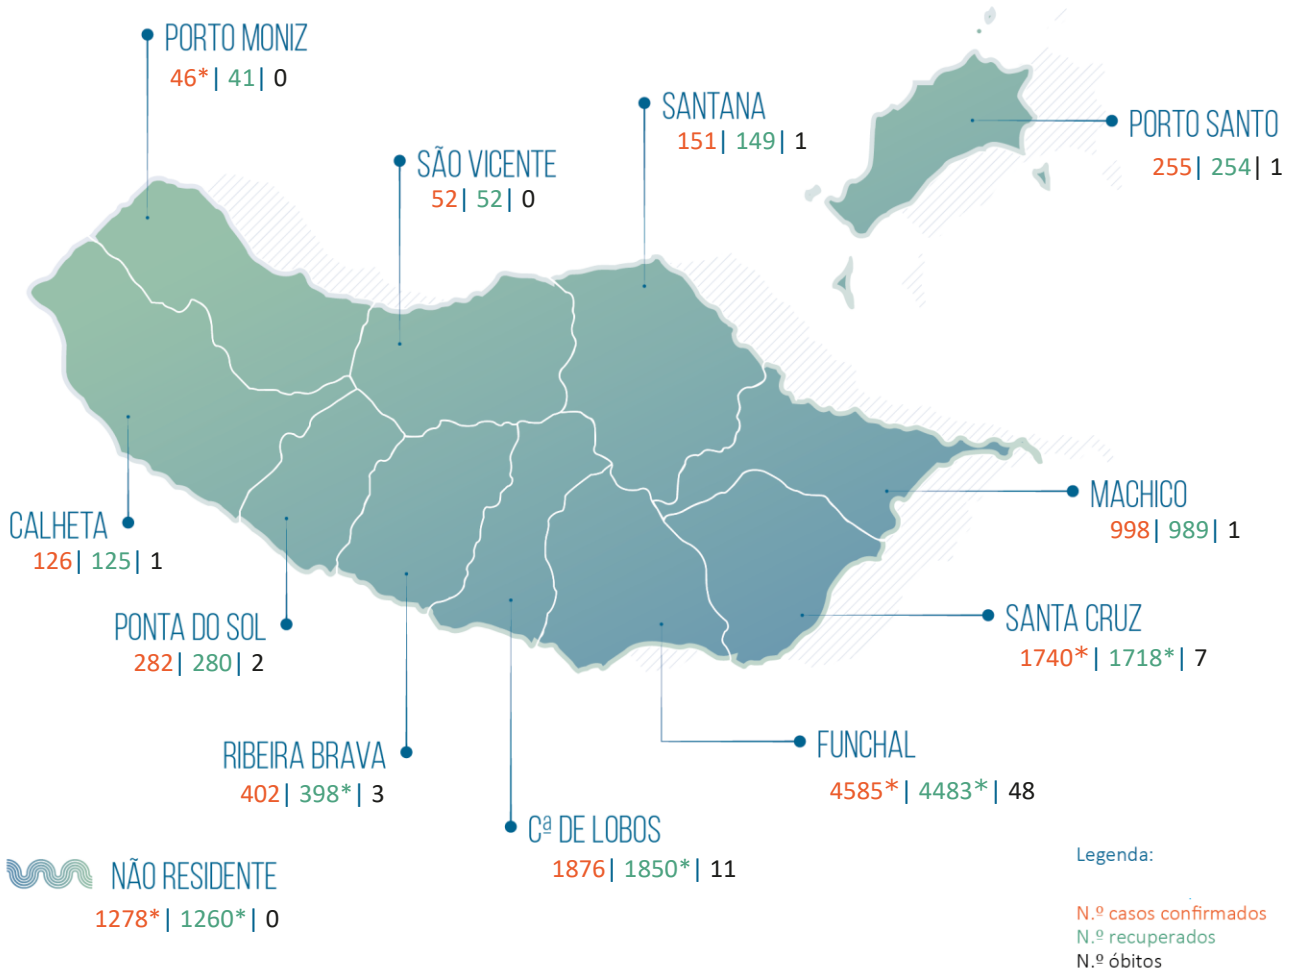 PORTO MONIZ
46*| 41| 0
SANTANA
151| 149| 1
PORTO SANTO
255| 254| 1
SÃO VICENTE
52| 52| 0
MACHICO
998| 989| 1
CALHETA
126| 125| 1
SANTA CRUZ
1740*| 1718*| 7
PONTA DO SOL
282| 280| 2
FUNCHAL
4585*| 4483*| 48
RIBEIRA BRAVA
402| 398*| 3
Cª DE LOBOS
1876| 1850*| 11
NÃO RESIDENTE
1278*| 1260*| 0
Legenda:
N.º casos confirmados
N.º recuperados
N.º óbitos